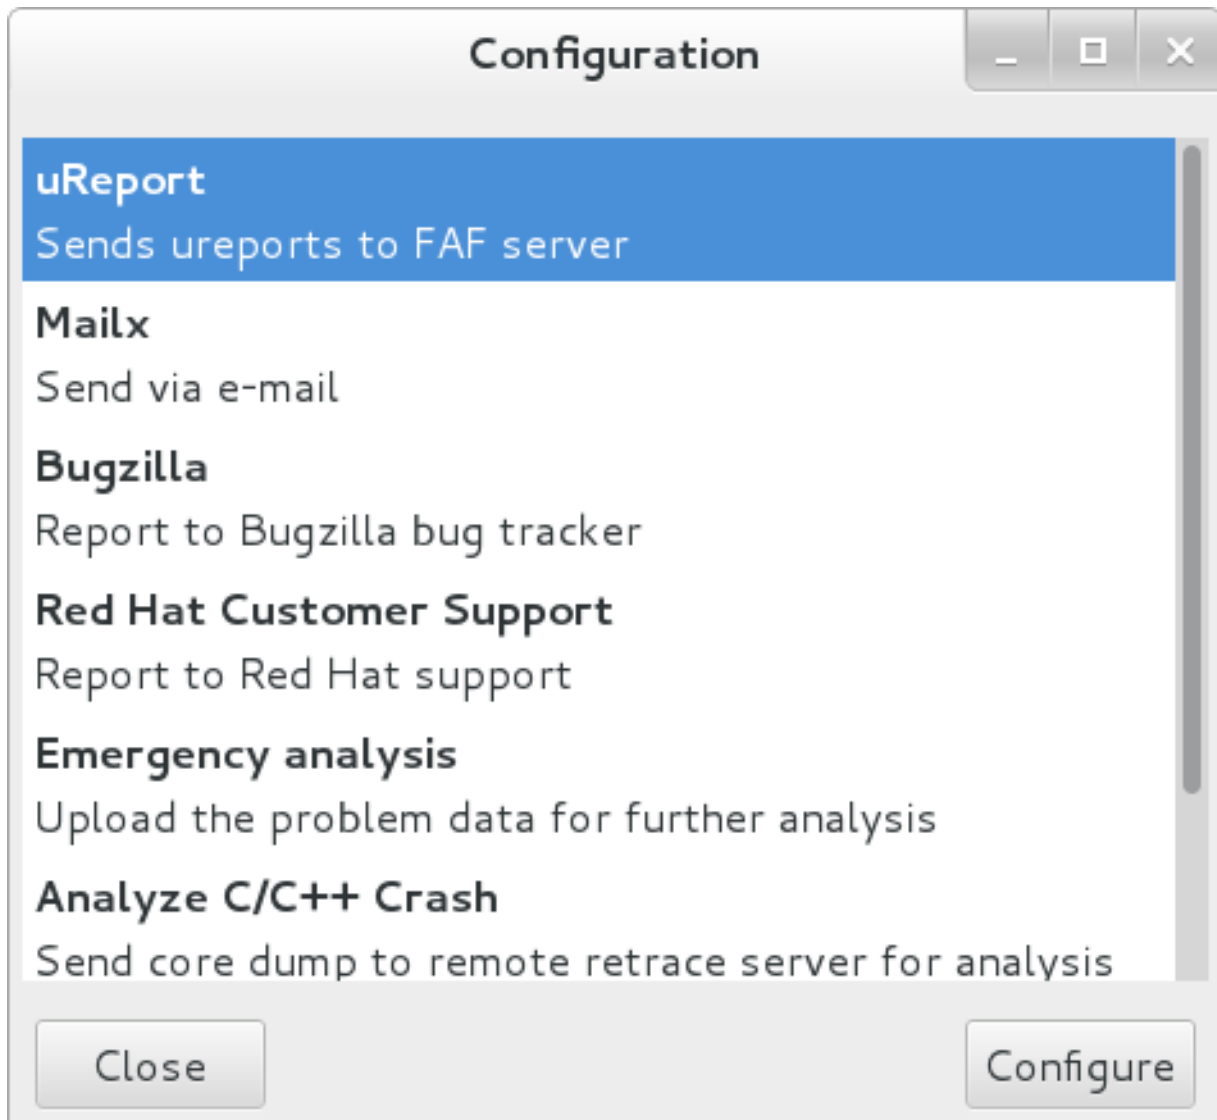 Configuration
uReport
Sends ureports to FAF server
Mailx
Send via e-mail
Bugzilla
Report to Bugzilla bug tracker
Red Hat Customer Support
Report to Red Hat support
Emergency analysis
Upload the problem data for further analysis
Analyze C/C++ Crash
Send core dump to remote retrace server for analysis
Close
Configure